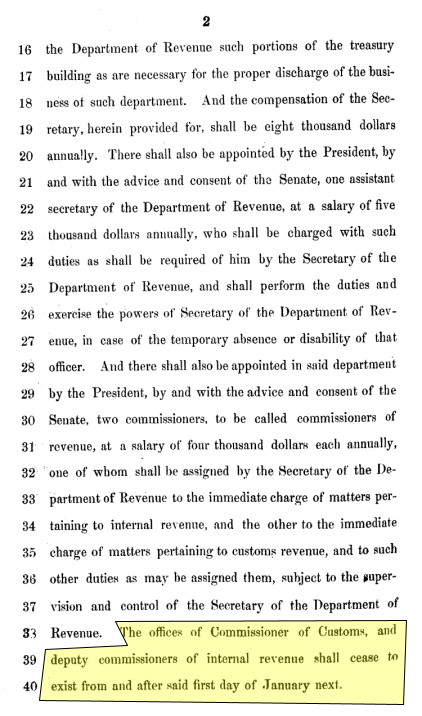 2
16 the Department of Revenue such portions of the treasury
17 building as are necessary for the proper discharge of the busi-
18 ness of such department. And the compensation of the Sec-
19 retary, herein provided for, shall be eight thousand dollars
20 annually. There shall also be appointed by the President, by
21 and with the advice and consent of the Senate, one assistant
22 secretary of the Department of Revenue, at a salary of five
23 thousand dollars annually, who shall be charged with such
24 duties as shall be required of him by the Secretary of the
25 Department of Revenue, and shall perform the duties and
26 exercise the powers of Secretary of the Department of Rev-
27 enue, in case of the temporary absence or disability of that
28 officer. And there shall also be appointed in said department
29 by the President, by and with the advice and consent of the
30 Senate, two commissioners, to be called commissioners of
31 revenue, at a salary of four thousand dollars each annually,
32 one of whom shall be assigned by the Secretary of the De-
33 partment of Revenue to the immediate charge of matters per-
34 taining to internal revenue, and the other to the immediate
35 charge of matters pertaining to customs revenue, and to such
36 other duties as may be assigned them, subject to the super-
37 vision and control of the Secretary of the Department of
33 Revenue. The offices of Commissioner of Customs, and
39 deputy commissioners of internal revenue shall cease to
40 exist from and after said first day of January next.